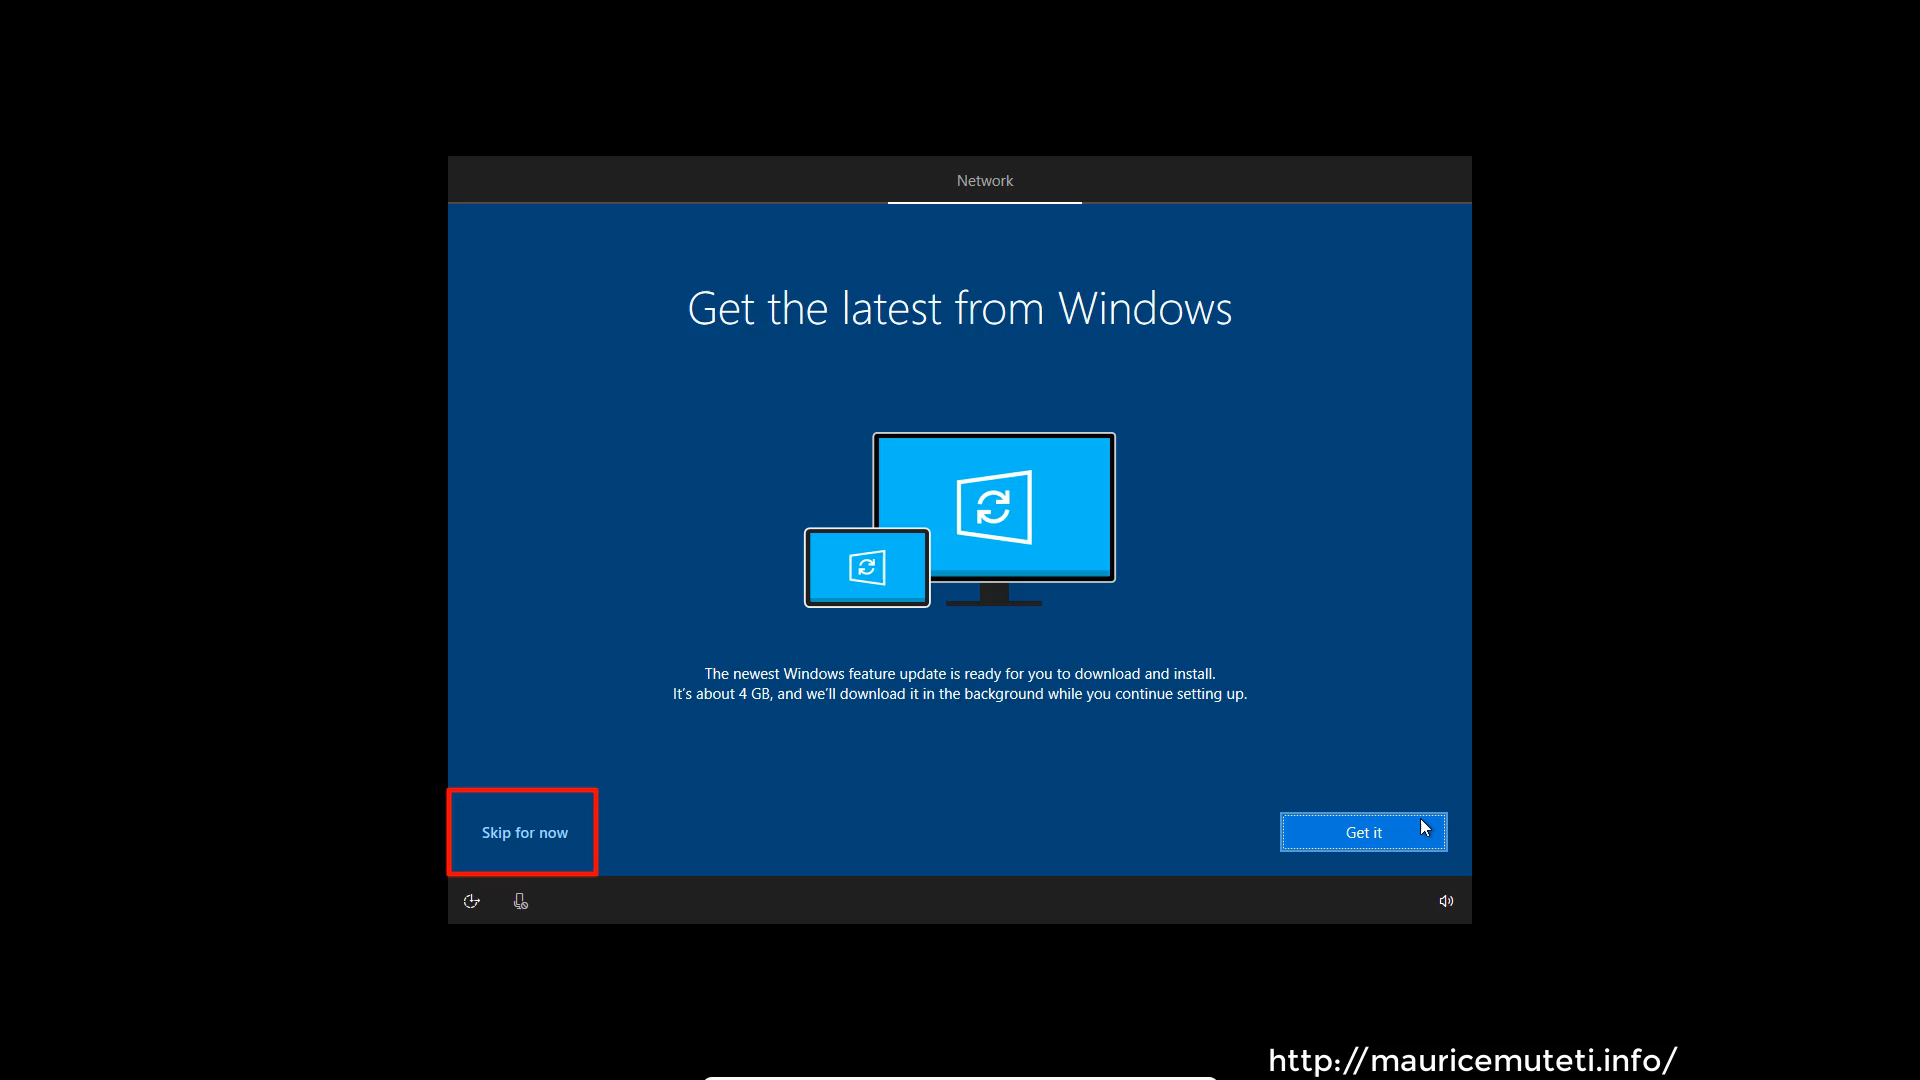 Network
Get the latest from Windows
The newest Windows feature update is ready for you to download and install.
It's about 4 GB, and we'll download it in the background while you continue setting up.
Skip for now
Get it
http://mauricemuteti.info/